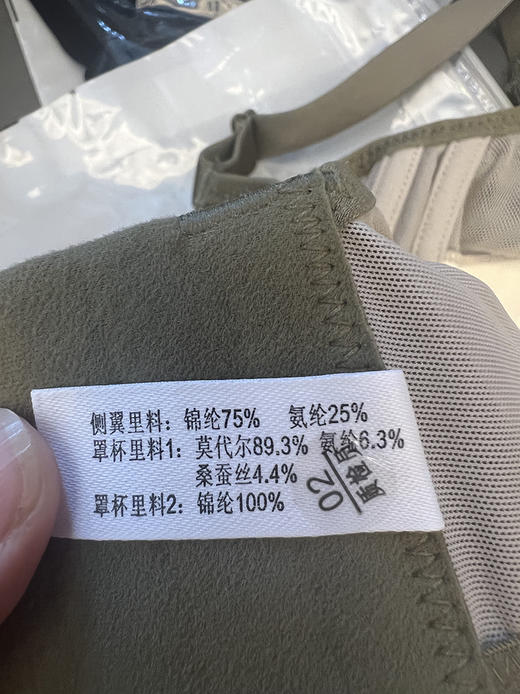 侧翼里料：锦纶75%　氨纶25%
罩杯里料1：莫代尔89.3% 氨纶6.3%
桑蚕丝4.4%
罩杯里料2：锦纶100%
02
质检